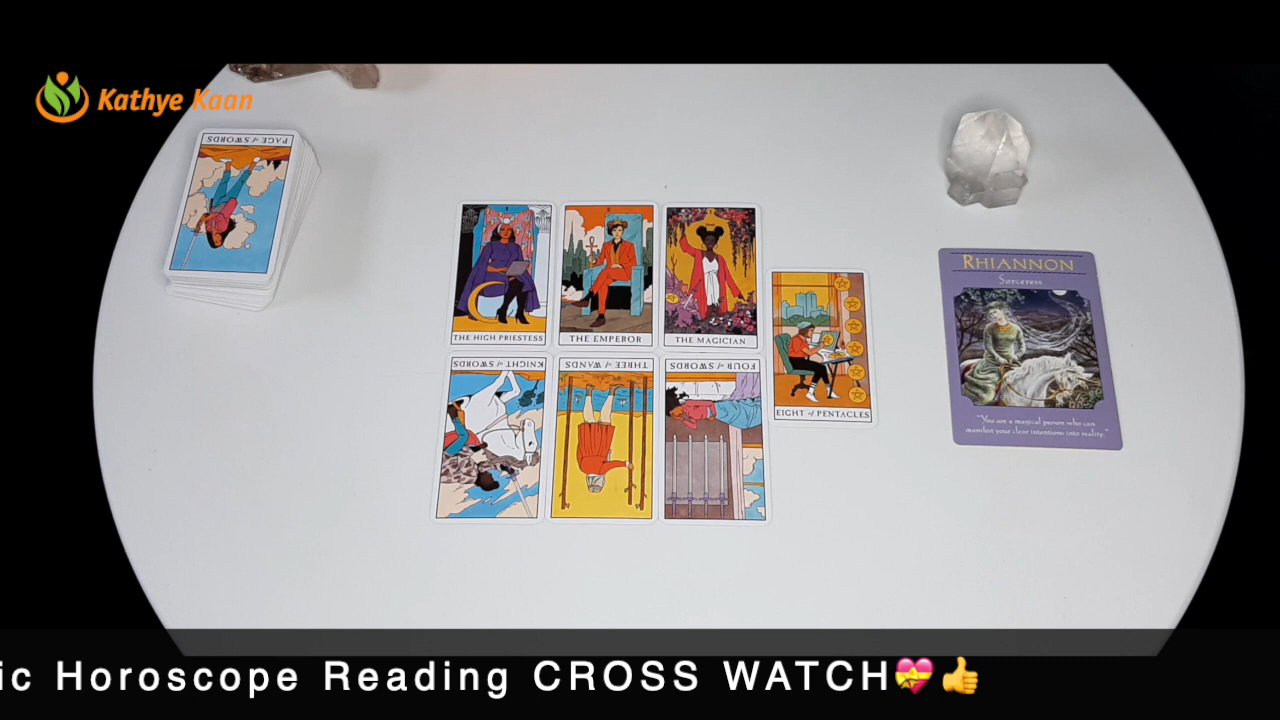 Kathye Kaan
PAGE of SWORDS
THE HIGH PRIESTESS
THE EMPEROR
THE MAGICIAN
EIGHT of PENTACLES
KNIGHT of SWORDS
THREE of WANDS
FOUR of SWORDS
RHIANNON
Sorceress
"You are a magical person who can
manifest your clear intentions into reality."
ic Horoscope Reading CROSS WATCH💝👍